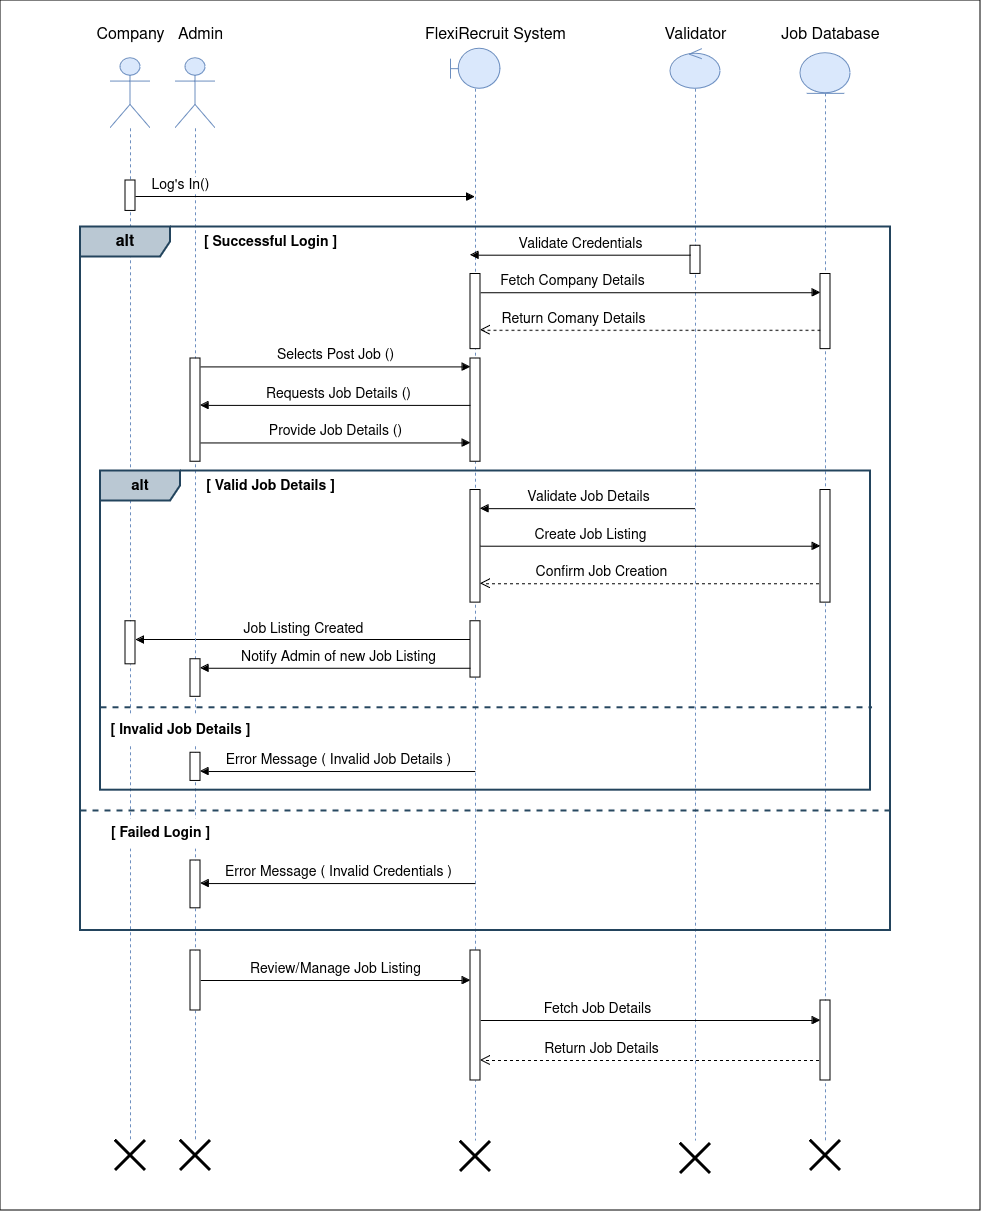 Company
Admin
FlexiRecruit System
Validator
Job Database
Log's In()
alt
[ Successful Login ]
Validate Credentials
Fetch Company Details
Return Comany Details
Selects Post Job ()
Requests Job Details ()
Provide Job Details ()
alt
[ Valid Job Details ]
Validate Job Details
Create Job Listing
Confirm Job Creation
Job Listing Created
Notify Admin of new Job Listing
[ Invalid Job Details ]
Error Message ( Invalid Job Details )
[ Failed Login ]
Error Message ( Invalid Credentials )
Review/Manage Job Listing
Fetch Job Details
Return Job Details